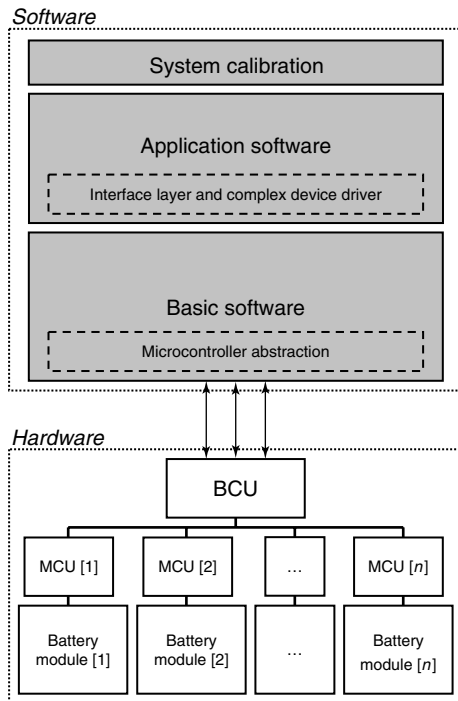 Software
System calibration
Application software
Interface layer and complex device driver
Basic software
Microcontroller abstraction
Hardware
BCU
MCU [1]
MCU [2]
...
MCU [n]
Battery
module [1]
Battery
module [2]
...
Battery
module [n]